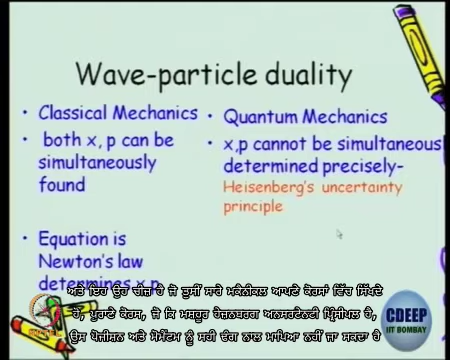 Wave-particle duality
• Classical Mechanics
• both x, p can be
simultaneously
found
• Equation is
Newton's law
determines x,p
• Quantum Mechanics
• x,p cannot be simultaneous
determined precisely-
Heisenberg's uncertainty
principle
ਅਤੇ ਇਹ ਉਹ ਚੀਜ਼ ਹੈ ਜੋ ਤੁਸੀਂ ਸਾਰੇ ਮਕੈਨੀਕਲ ਆਪਣੇ ਕੋਰਸਾਂ ਵਿੱਚ ਸਿੱਖਦੇ
ਹੋ, ਪੁਰਾਣੇ ਕੋਰਸ, ਜੋ ਕਿ ਮਸ਼ਹੂਰ ਹੇਜ਼ਨਬਰਗ ਅਨਸਰਟੇਨਟੀ ਪ੍ਰਿੰਸੀਪਲ ਹੈ,
ਉਸ ਪੋਜੀਸ਼ਨ ਅਤੇ ਮੋਮੈਂਟਮ ਨੂੰ ਸਹੀ ਢੰਗ ਨਾਲ ਮਾਪਿਆ ਨਹੀਂ ਜਾ ਸਕਦਾ ਹੈ
CDEEP
IIT BOMBAY